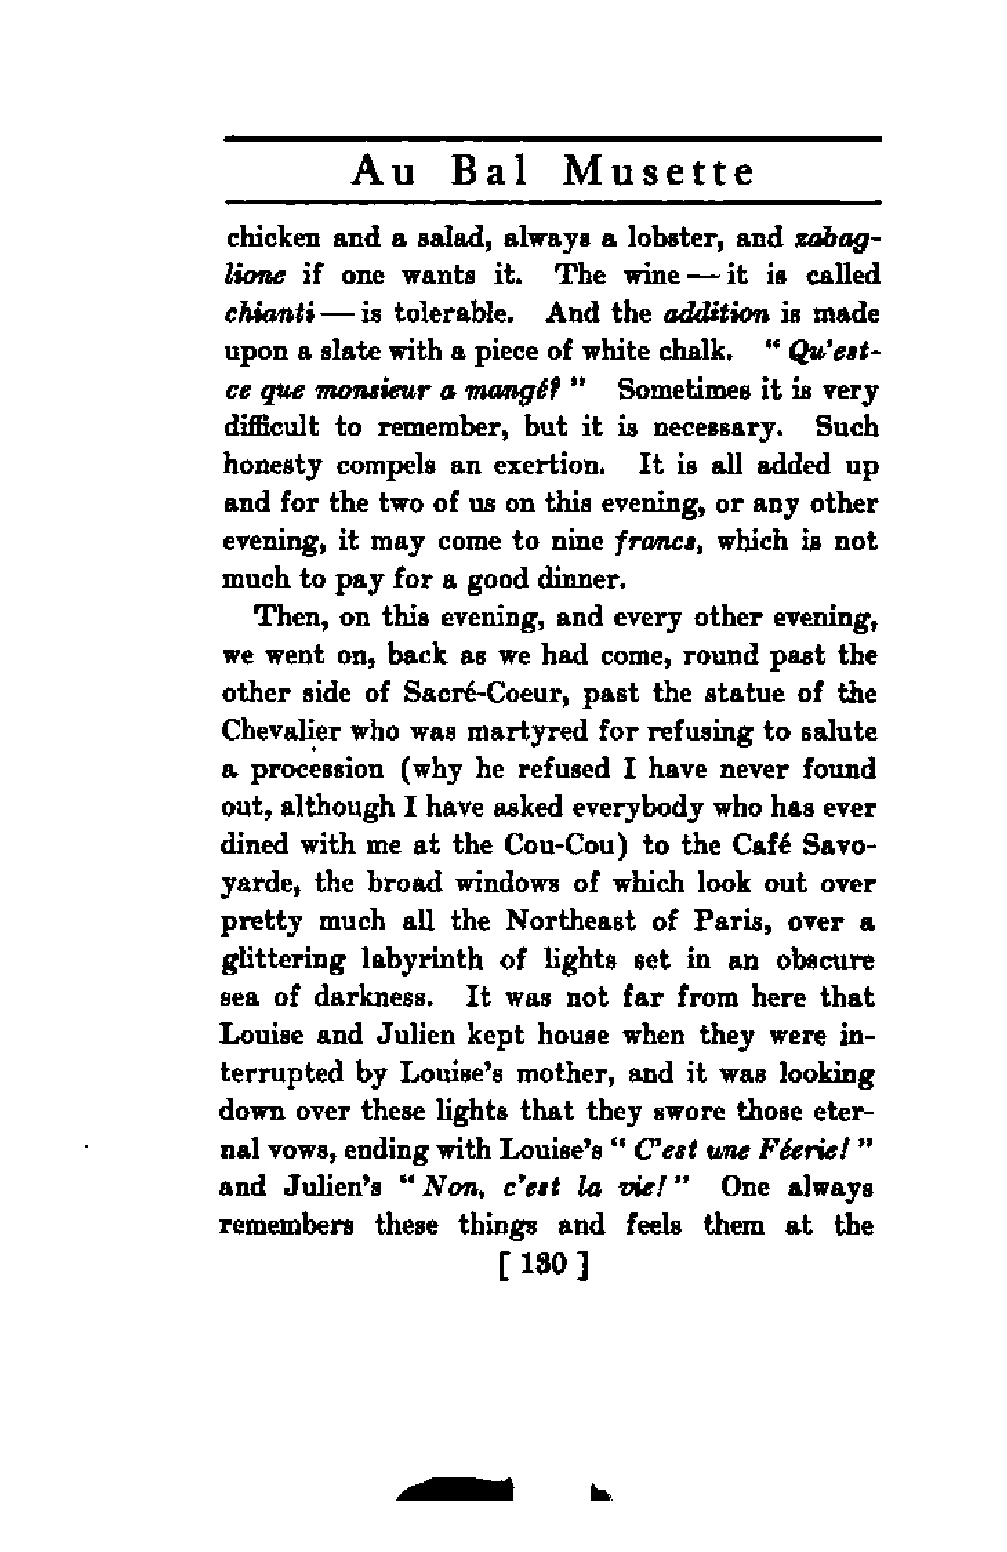 Au Bal Musette
chicken and a salad, always a lobster, and zabag-
lione if one wants it. The wine — it is called
chianti — is tolerable. And the addition is made
upon a slate with a piece of white chalk. “ Qu’est-
ce que monsieur a mangé? ” Sometimes it is very
difficult to remember, but it is necessary. Such
honesty compels an exertion. It is all added up
and for the two of us on this evening, or any other
evening, it may come to nine francs, which is not
much to pay for a good dinner.
Then, on this evening, and every other evening,
we went on, back as we had come, round past the
other side of Sacré-Coeur, past the statue of the
Chevalier who was martyred for refusing to salute
a procession (why he refused I have never found
out, although I have asked everybody who has ever
dined with me at the Cou-Cou) to the Café Savo-
yarde, the broad windows of which look out over
pretty much all the Northeast of Paris, over a
glittering labyrinth of lights set in an obscure
sea of darkness. It was not far from here that
Louise and Julien kept house when they were in-
terrupted by Louise’s mother, and it was looking
down over these lights that they swore those eter-
nal vows, ending with Louise’s “ C’est une Féerie! ”
and Julien’s “ Non, c’est la vie! ” One always
remembers these things and feels them at the
[ 130 ]